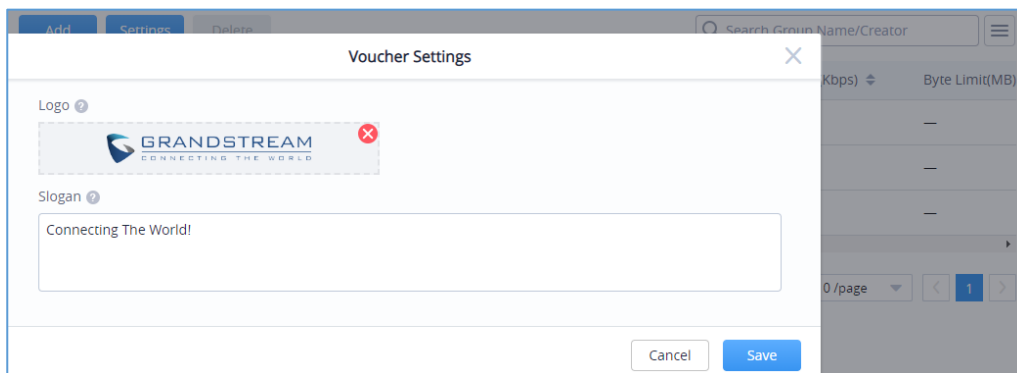 Add Settings Delete Search Group Name/Creator
Voucher Settings
Kbps) Byte Limit(MB)
Logo
GRANDSTREAM
CONNECTING THE WORLD
—
—
Slogan
—
Connecting The World!
0 /page 1
Cancel Save